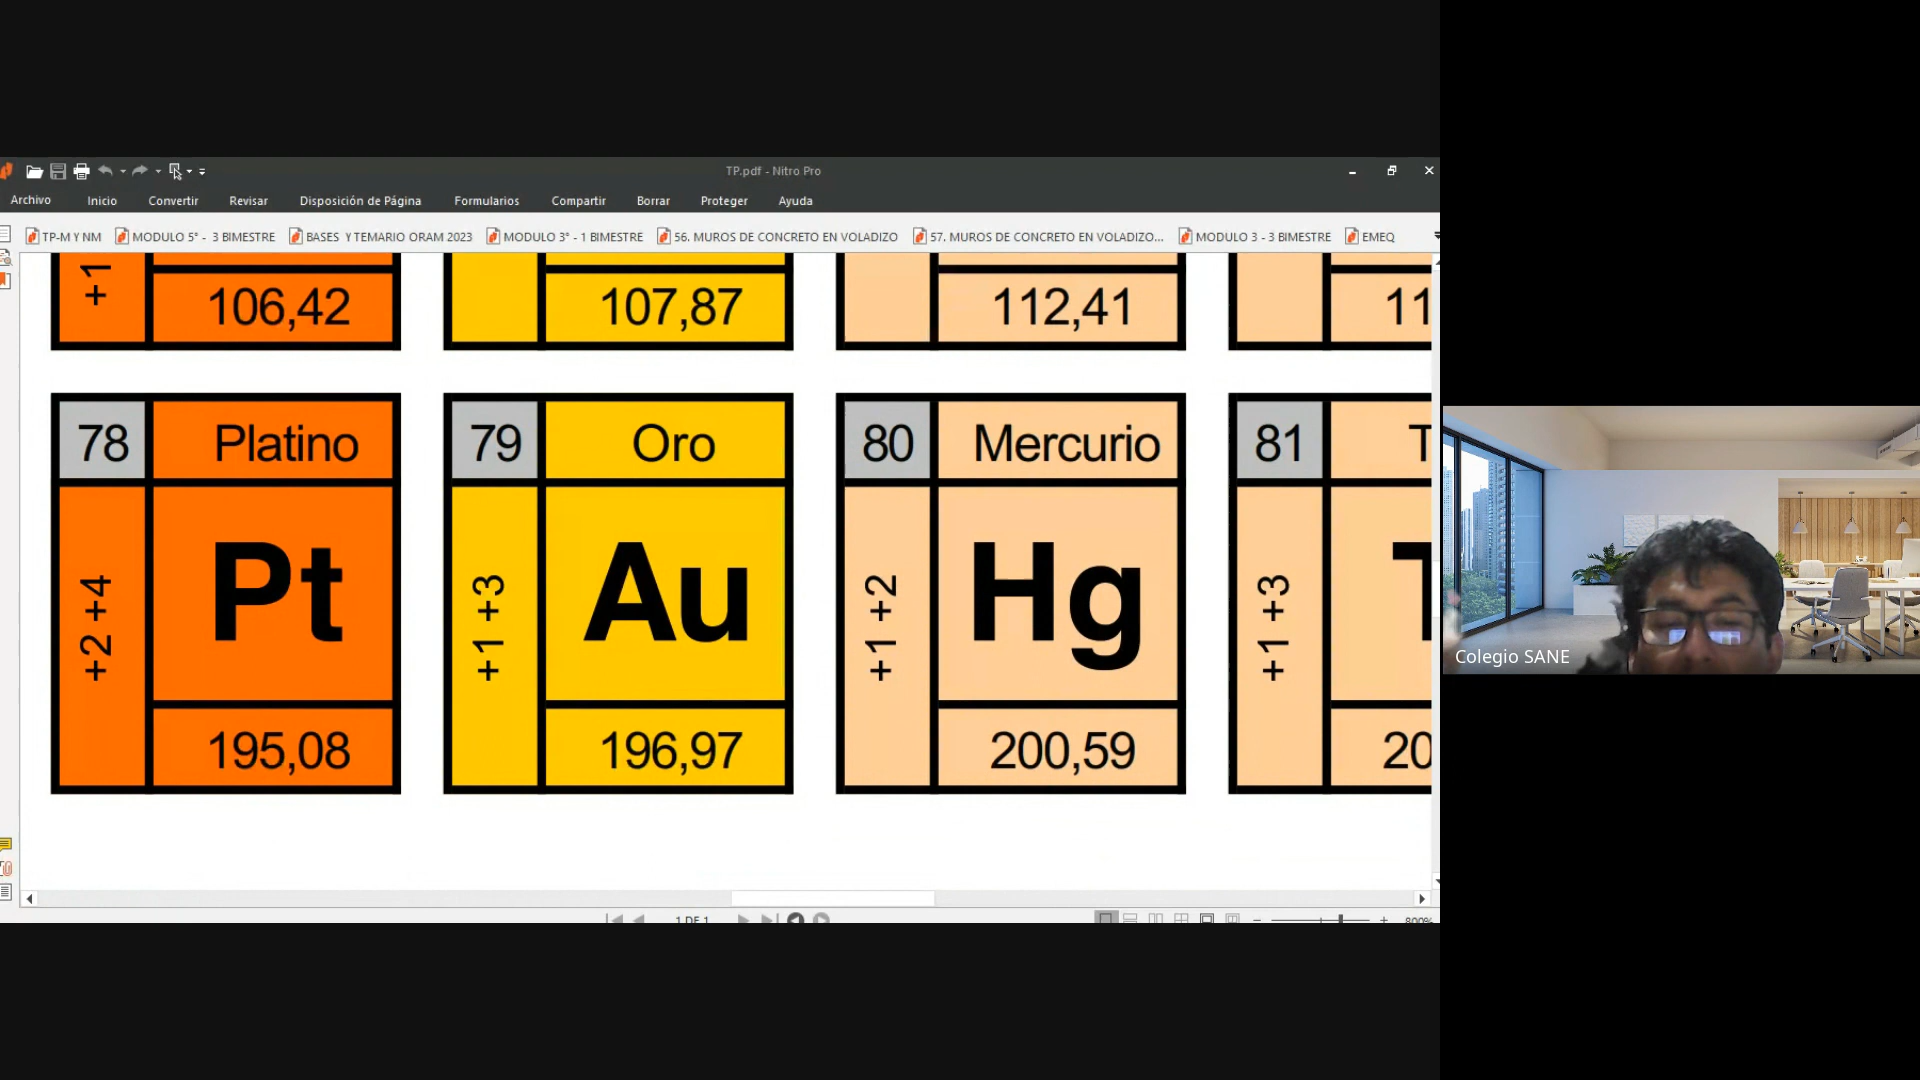 TP.pdf - Nitro Pro
Archivo Inicio Convertir Revisar Disposición de Página Formularios Compartir Borrar Proteger Ayuda
TP-M Y NM MODULO 5° - 3 BIMESTRE BASES Y TEMARIO ORAM 2023 MODULO 3° - 1 BIMESTRE 56. MUROS DE CONCRETO EN VOLADIZO 57. MUROS DE CONCRETO EN VOLADIZO... MODULO 3 - 3 BIMESTRE EMEQ
+1 106,42 107,87 112,41 11
78 Platino 79 Oro 80 Mercurio 81 T
+2 +4 Pt +1 +3 Au +1 +2 Hg +1 +3 T
195,08 196,97 200,59 20
1 DE 1 800%
Colegio SANE